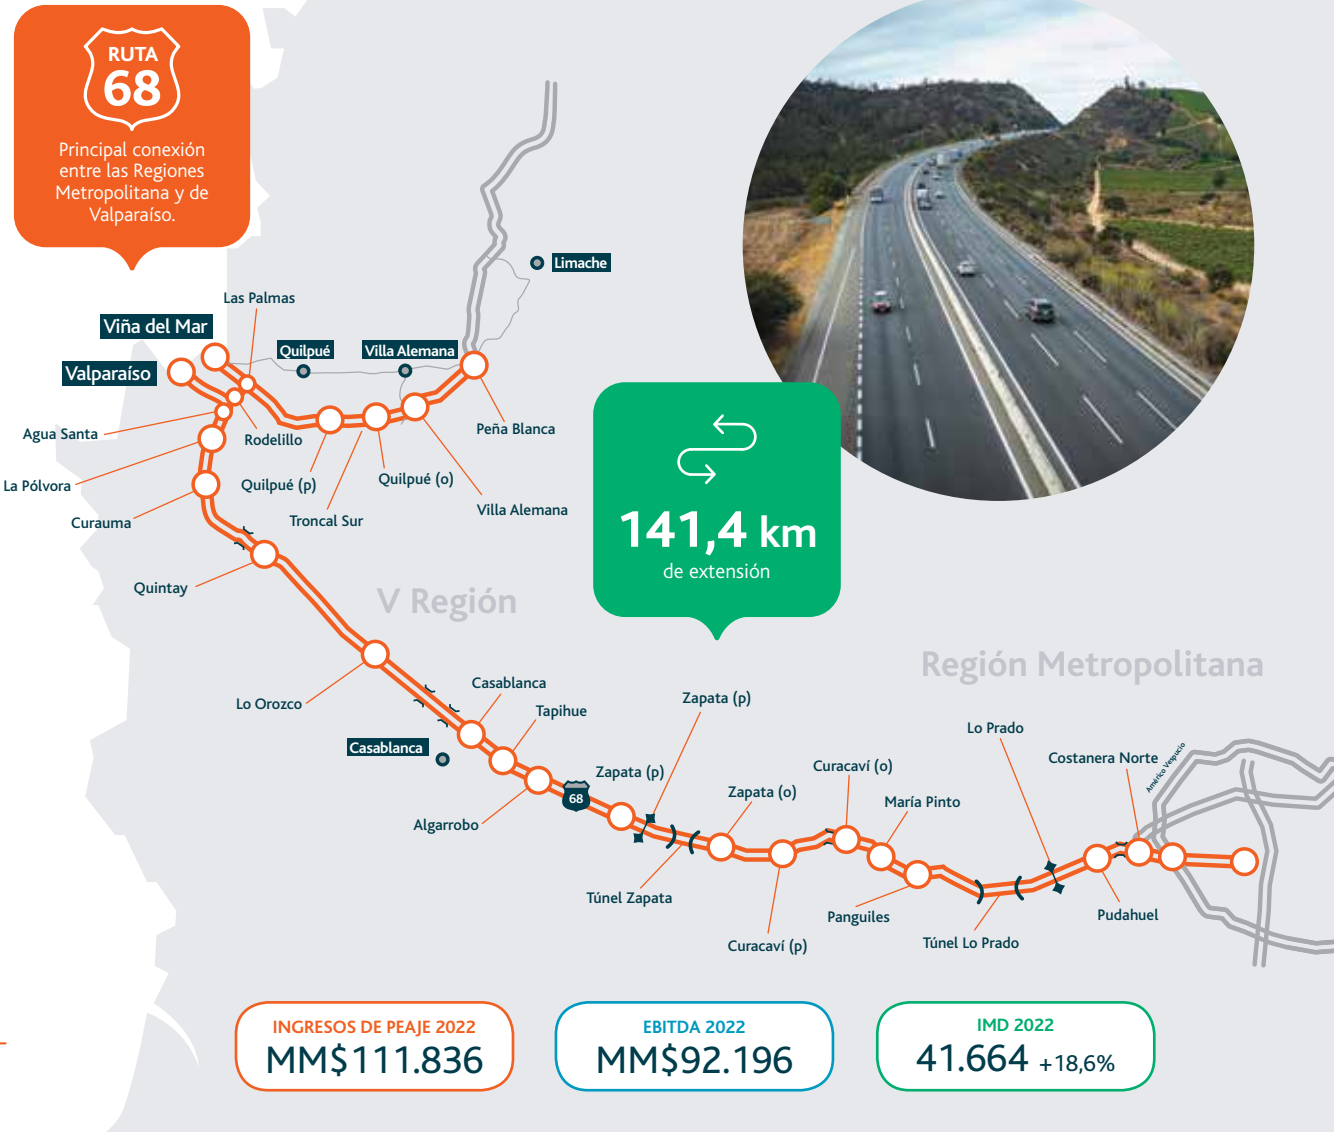 RUTA
68
Principal conexión
entre las Regiones
Metropolitana y de
Valparaíso.
Limache
Las Palmas
Viña del Mar
Quilpué
Villa Alemana
Valparaíso
Agua Santa
Rodelillo
Peña Blanca
La Pólvora
Quilpué (p)
Quilpué (o)
Curauma
Troncal Sur
Villa Alemana
141,4 km
de extensión
Quintay
V Región
Región Metropolitana
Lo Orozco
Casablanca
Tapihue
Zapata (p)
Lo Prado
Casablanca
Costanera Norte
Américo Vespucio
Zapata (p)
Curacaví (o)
68
Zapata (o)
María Pinto
Algarrobo
Túnel Zapata
Panguiles
Pudahuel
Curacaví (p)
Túnel Lo Prado
INGRESOS DE PEAJE 2022
MM$111.836
EBITDA 2022
MM$92.196
IMD 2022
41.664 +18,6%